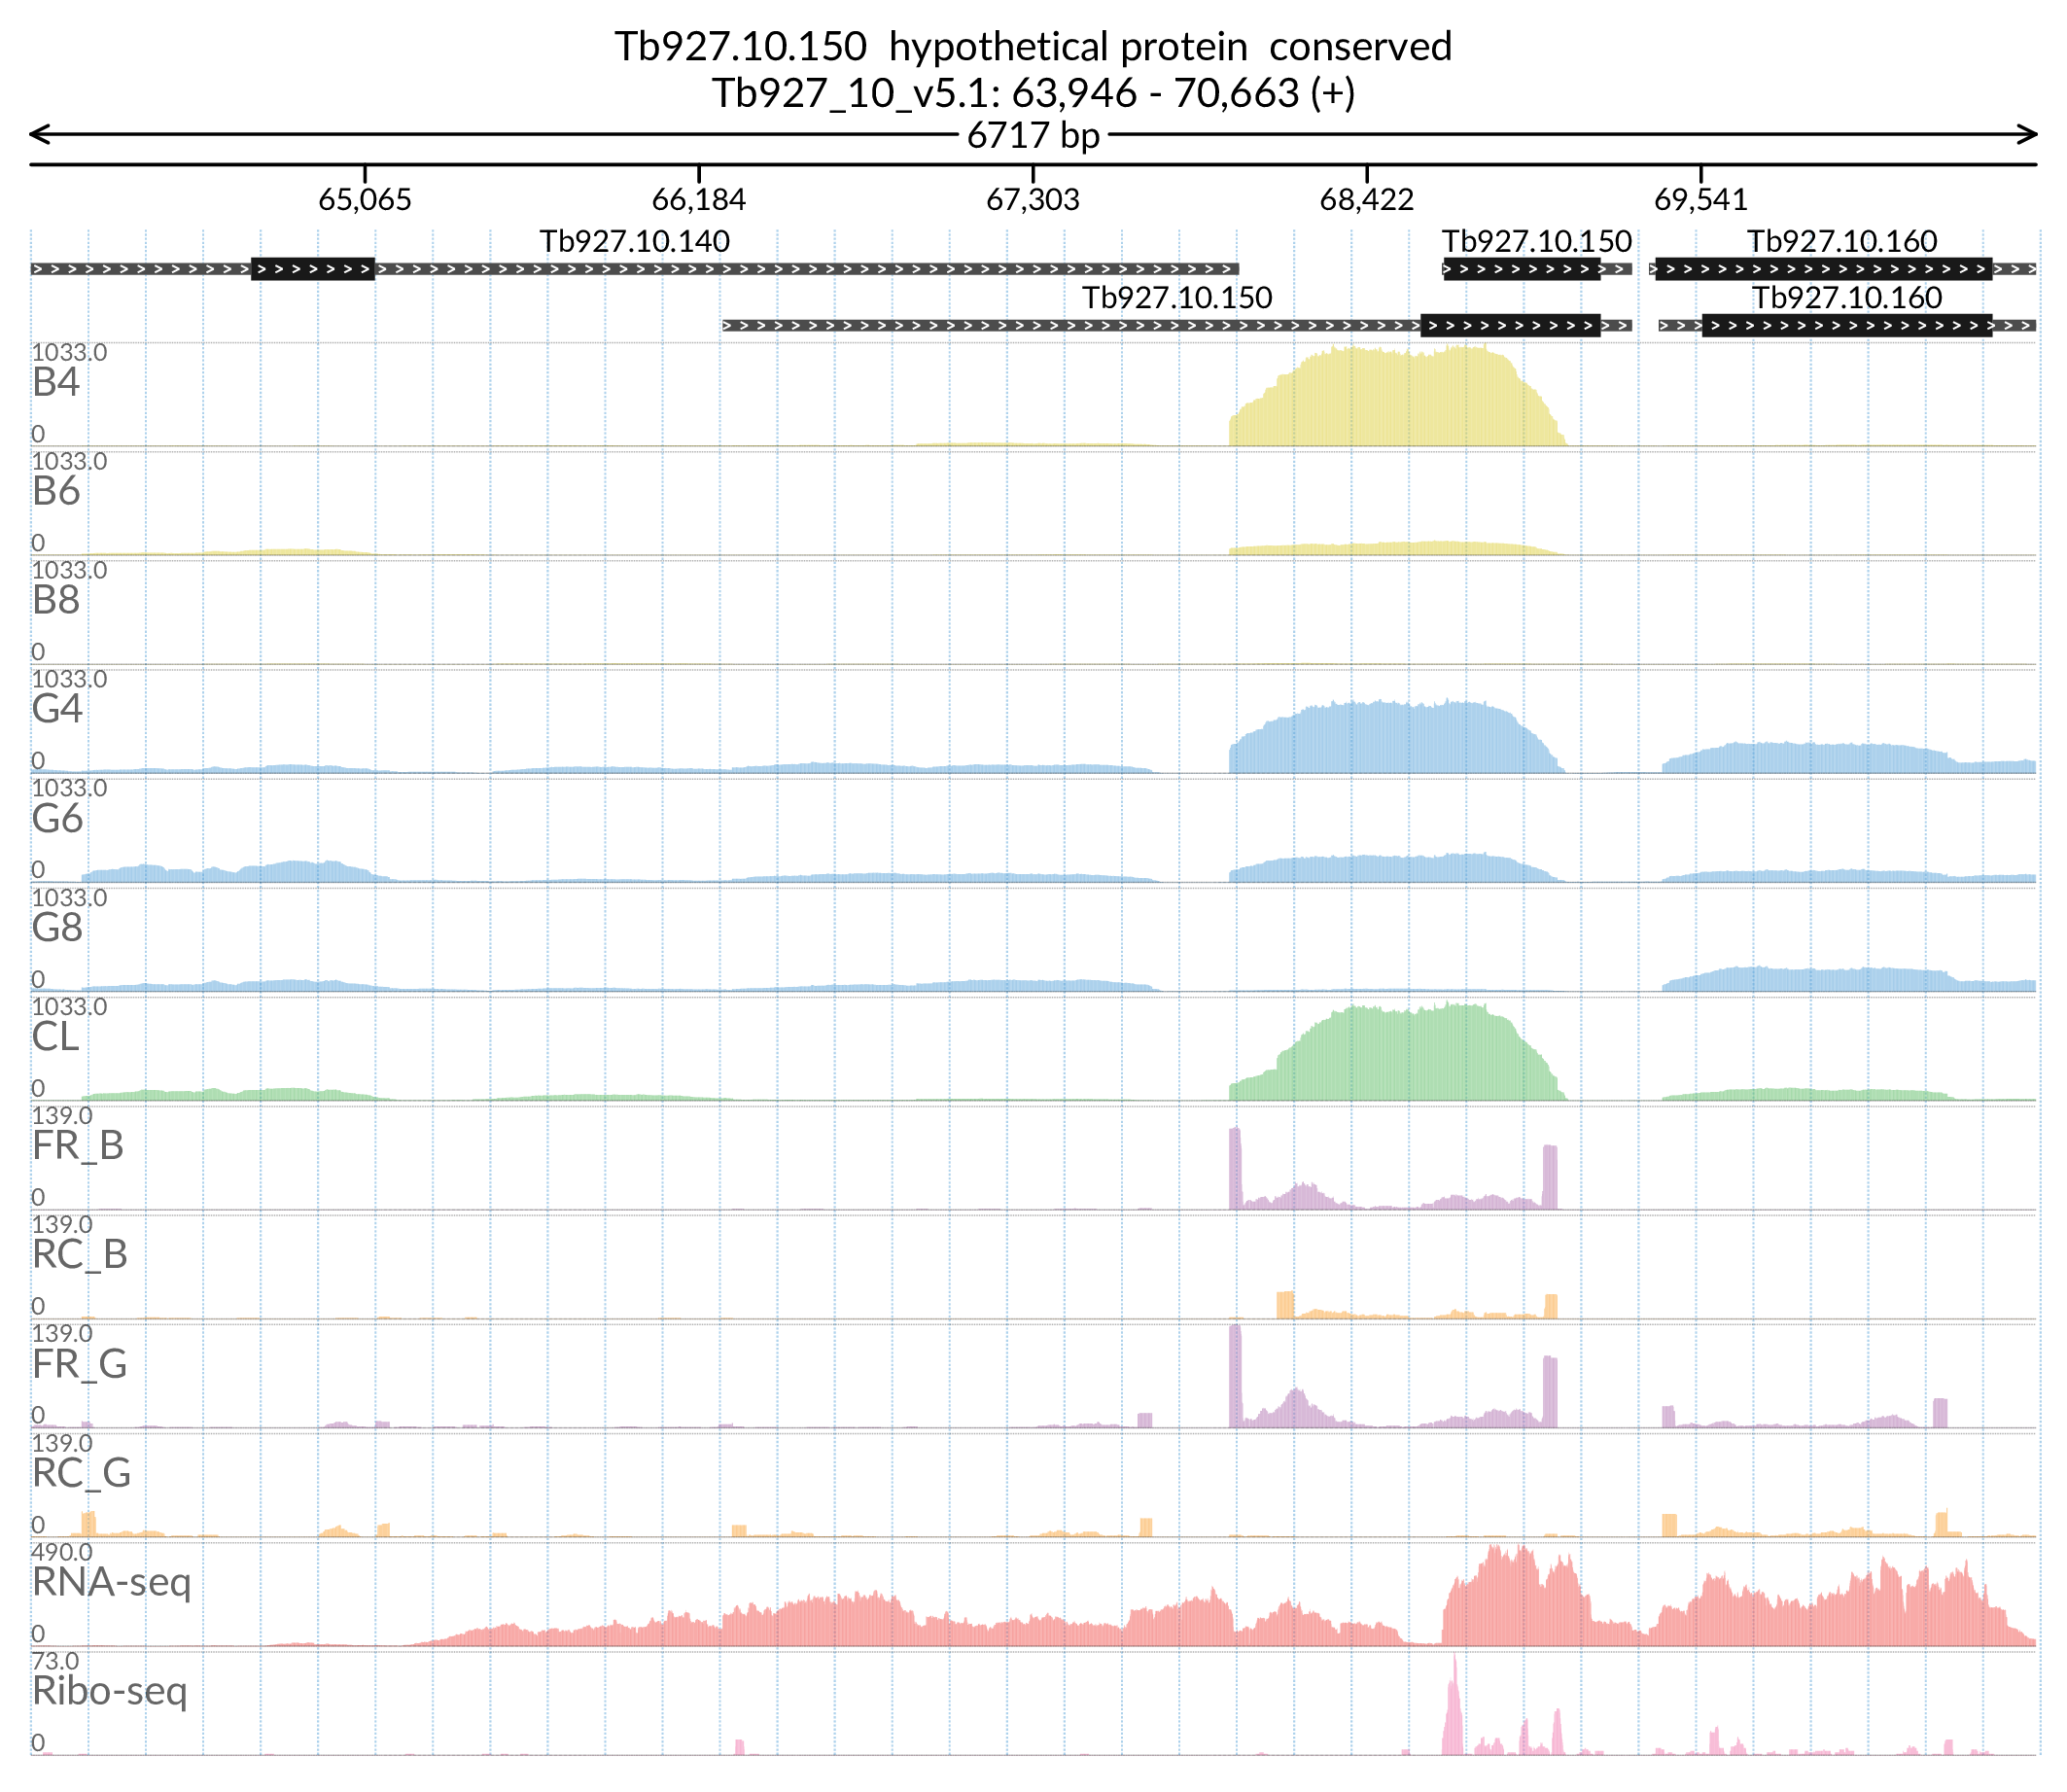 Tb927.10.150 hypothetical protein conserved
Tb927_10_v5.1: 63,946 - 70,663 (+)
6717 bp
65,065 66,184 67,303 68,422 69,541
Tb927.10.140 Tb927.10.150 Tb927.10.160
Tb927.10.150 Tb927.10.160
1033.0
B4
0
1033.0
B6
0
1033.0
B8
0
1033.0
G4
0
1033.0
G6
0
1033.0
G8
0
1033.0
CL
0
139.0
FR_B
0
139.0
RC_B
0
139.0
FR_G
0
139.0
RC_G
0
490.0
RNA-seq
0
73.0
Ribo-seq
0